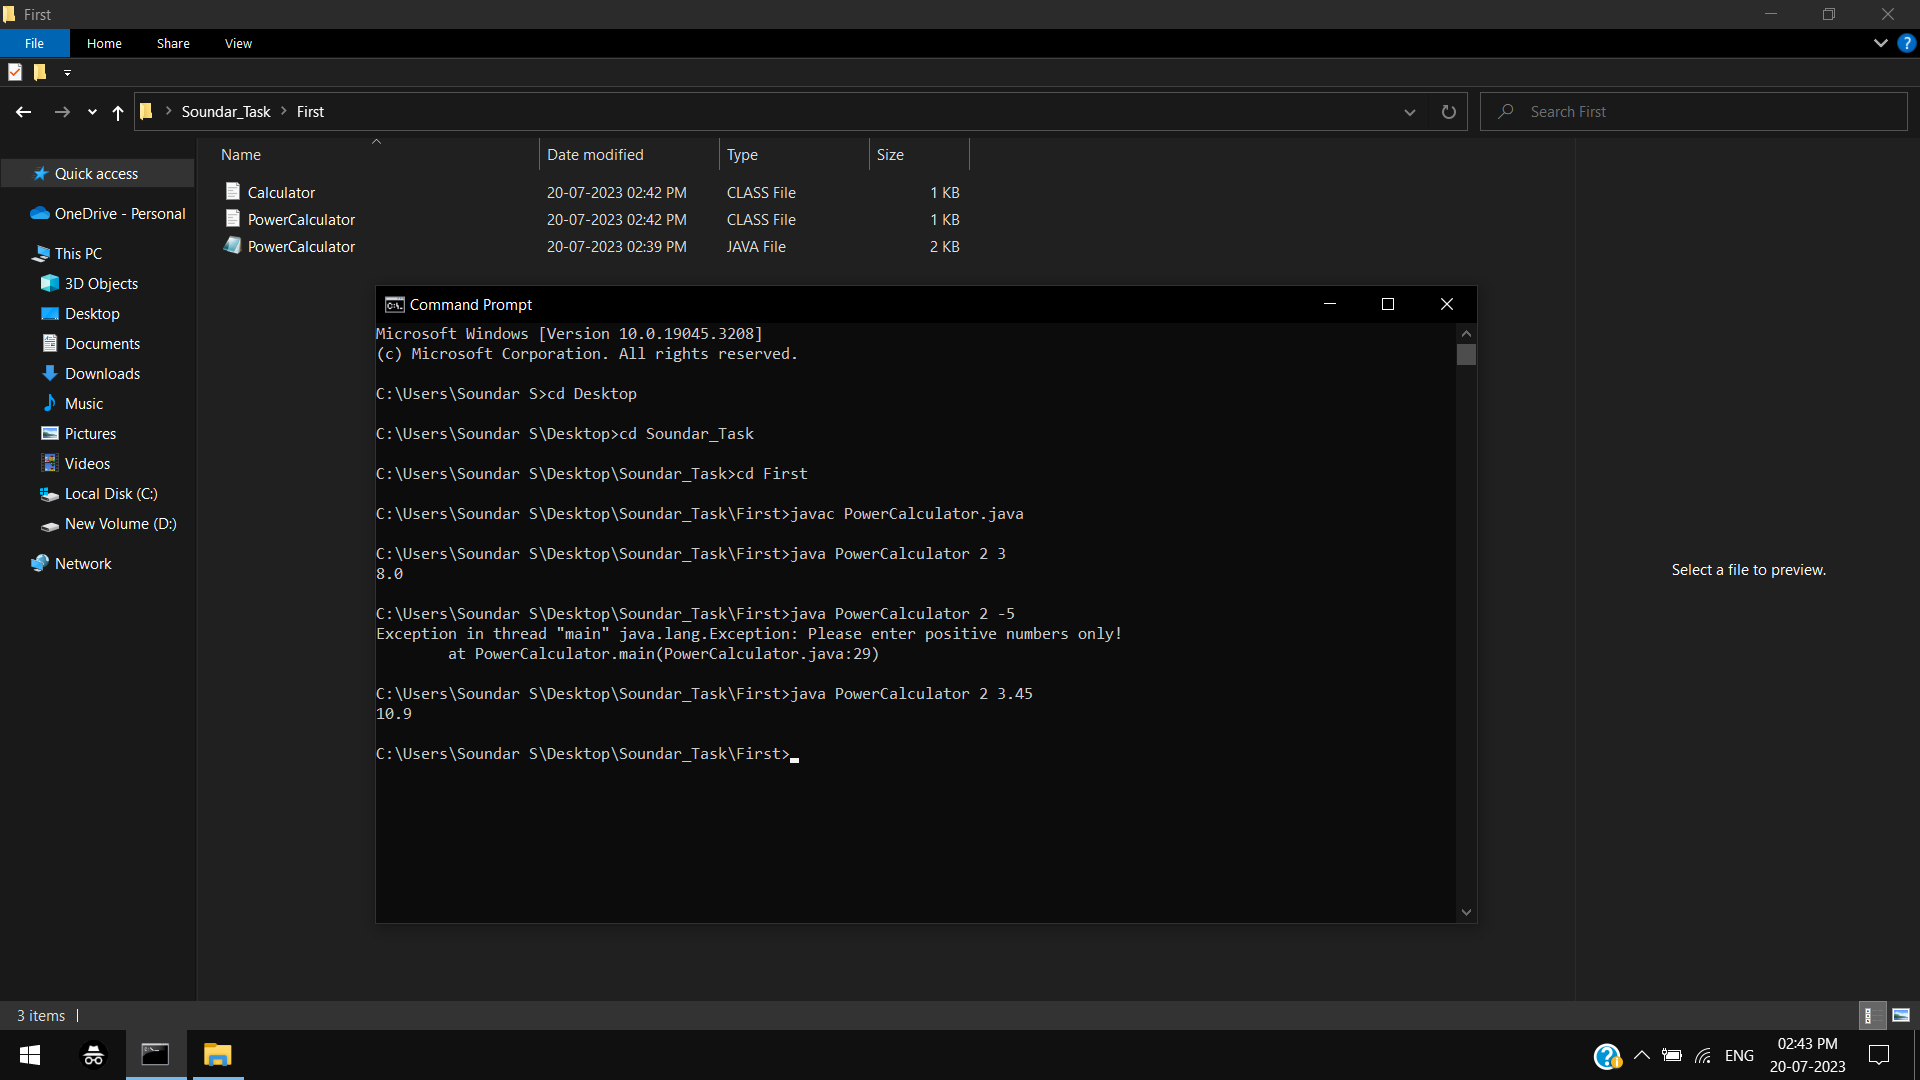 First
File Home Share View
Soundar_Task First
Search First
Name Date modified Type Size
Quick access
OneDrive - Personal
This PC
3D Objects
Desktop
Documents
Downloads
Music
Pictures
Videos
Local Disk (C:)
New Volume (D:)
Network
Calculator 20-07-2023 02:42 PM CLASS File 1 KB
PowerCalculator 20-07-2023 02:42 PM CLASS File 1 KB
PowerCalculator 20-07-2023 02:39 PM JAVA File 2 KB
Command Prompt
Microsoft Windows [Version 10.0.19045.3208]
(c) Microsoft Corporation. All rights reserved.
C:\Users\Soundar S>cd Desktop
C:\Users\Soundar S\Desktop>cd Soundar_Task
C:\Users\Soundar S\Desktop\Soundar_Task>cd First
C:\Users\Soundar S\Desktop\Soundar_Task\First>javac PowerCalculator.java
C:\Users\Soundar S\Desktop\Soundar_Task\First>java PowerCalculator 2 3
8.0
C:\Users\Soundar S\Desktop\Soundar_Task\First>java PowerCalculator 2 -5
Exception in thread "main" java.lang.Exception: Please enter positive numbers only!
at PowerCalculator.main(PowerCalculator.java:29)
C:\Users\Soundar S\Desktop\Soundar_Task\First>java PowerCalculator 2 3.45
10.9
C:\Users\Soundar S\Desktop\Soundar_Task\First>
Select a file to preview.
3 items
ENG
02:43 PM
20-07-2023